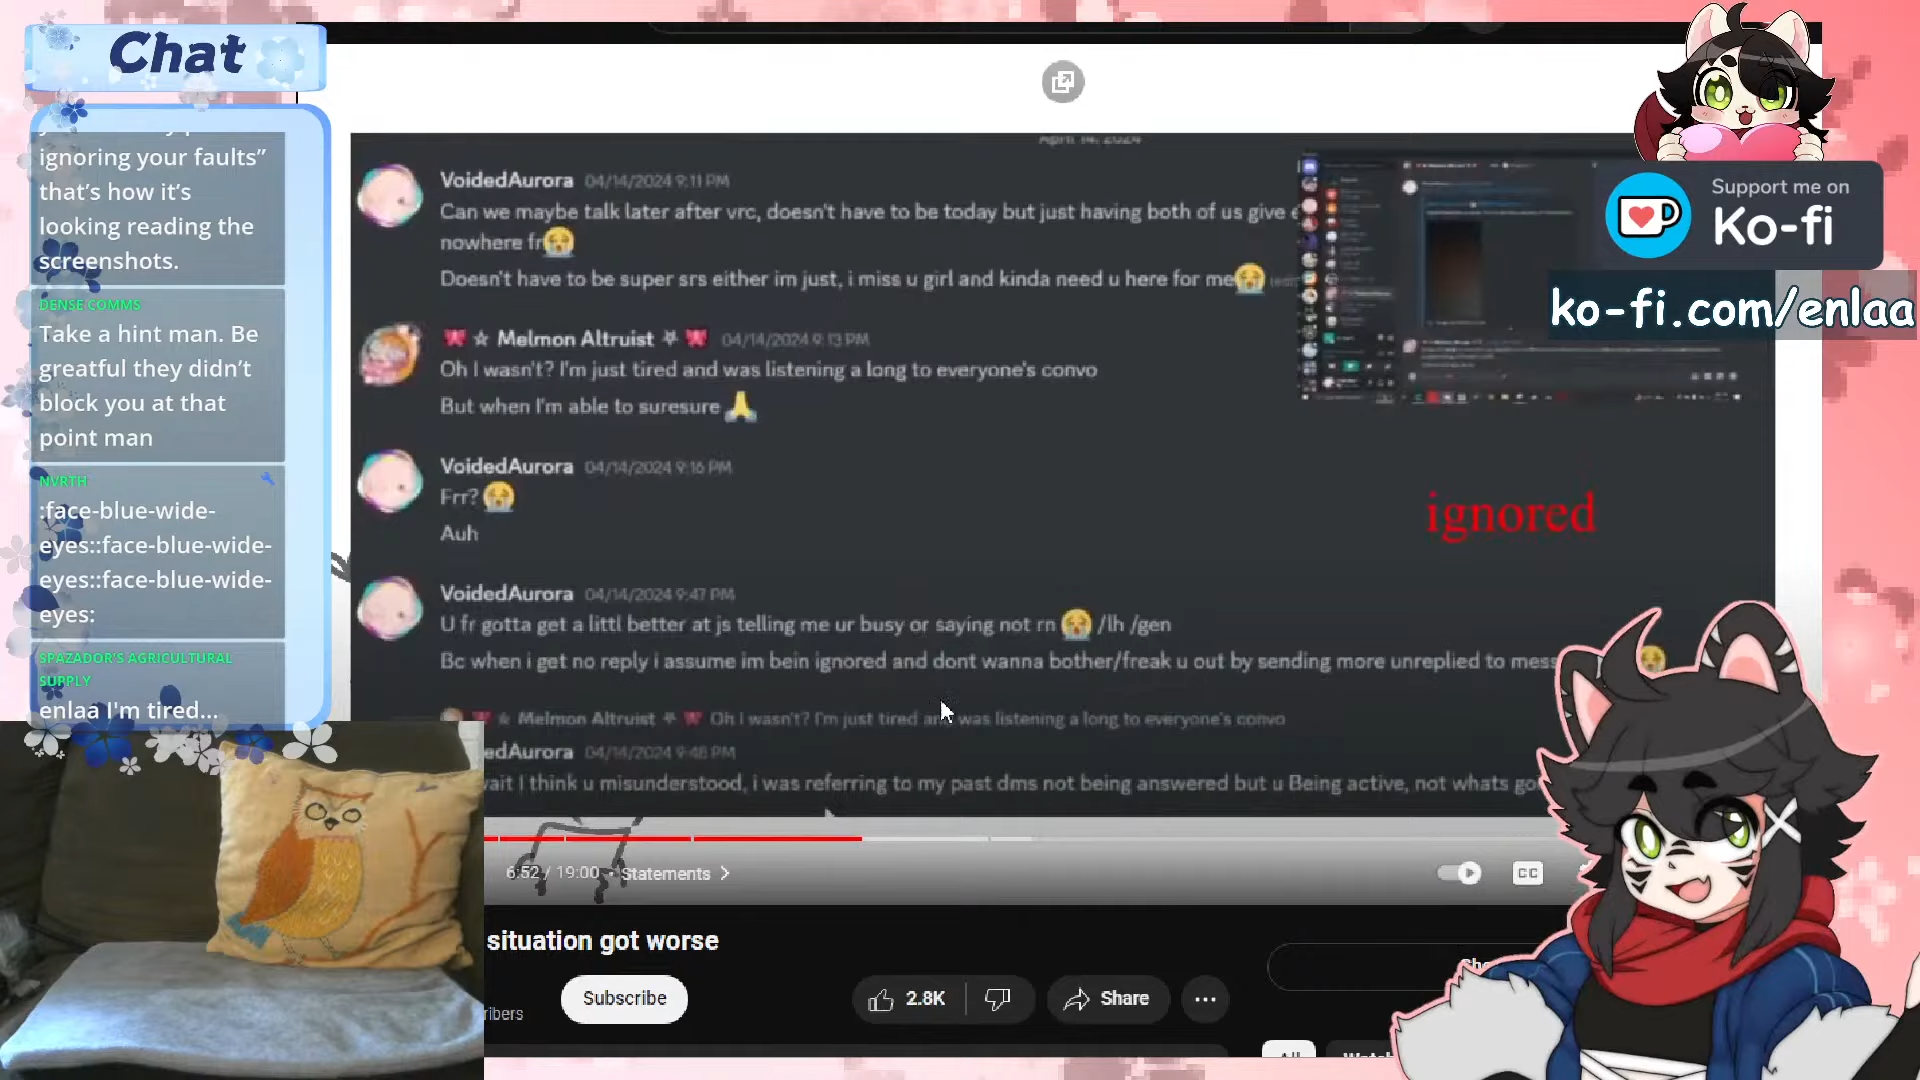 Chat
ignoring your faults”
that’s how it’s
looking reading the
screenshots.
DENSE COMMS
Take a hint man. Be
greatful they didn’t
block you at that
point man
NVRTH
:face-blue-wide-
eyes::face-blue-wide-
eyes::face-blue-wide-
eyes:
SPAZADOR'S AGRICULTURAL
SUPPLY
enlaa I'm tired...
April 14, 2024
VoidedAurora 04/14/2024 9:11 PM
Can we maybe talk later after vrc, doesn't have to be today but just having both of us give
nowhere fr
Doesn't have to be super srs either im just, i miss u girl and kinda need u here for me
Melmon Altruist 04/14/2024 9:13 PM
Oh I wasn't? I'm just tired and was listening a long to everyone's convo
But when I'm able to suresure
VoidedAurora 04/14/2024 9:16 PM
Frr?
Auh
ignored
VoidedAurora 04/14/2024 9:47 PM
U fr gotta get a littl better at js telling me ur busy or saying not rn /lh /gen
Bc when i get no reply i assume im bein ignored and dont wanna bother/freak u out by sending more unreplied to mess
Melmon Altruist Oh I wasn't? I'm just tired and was listening a long to everyone's convo
edAurora 04/14/2024 9:48 PM
wait I think u misunderstood, i was referring to my past dms not being answered but u Being active, not whats goi
6:52 / 19:00 • Statements >
CC
situation got worse
ribers
Subscribe
2.8K
Share
All
Support me on
Ko-fi
ko-fi.com/enlaa